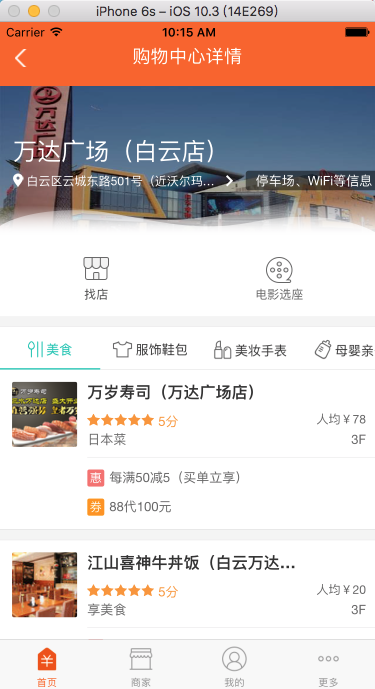 iPhone 6s – iOS 10.3 (14E269)
Carrier 10:15 AM
购物中心详情
万达广
万达广场（白云店）
白云区云城东路501号（近沃尔玛... 停车场、WiFi等信息
找店 电影选座
美食 服饰鞋包 美妆手表 母婴亲
万岁寿司（万达广场店）
5分 人均￥78
日本菜 3F
惠 每满50减5（买单立享）
券 88代100元
江山喜神牛丼饭（白云万达...
5分 人均￥20
享美食 3F
首页 商家 我的 更多